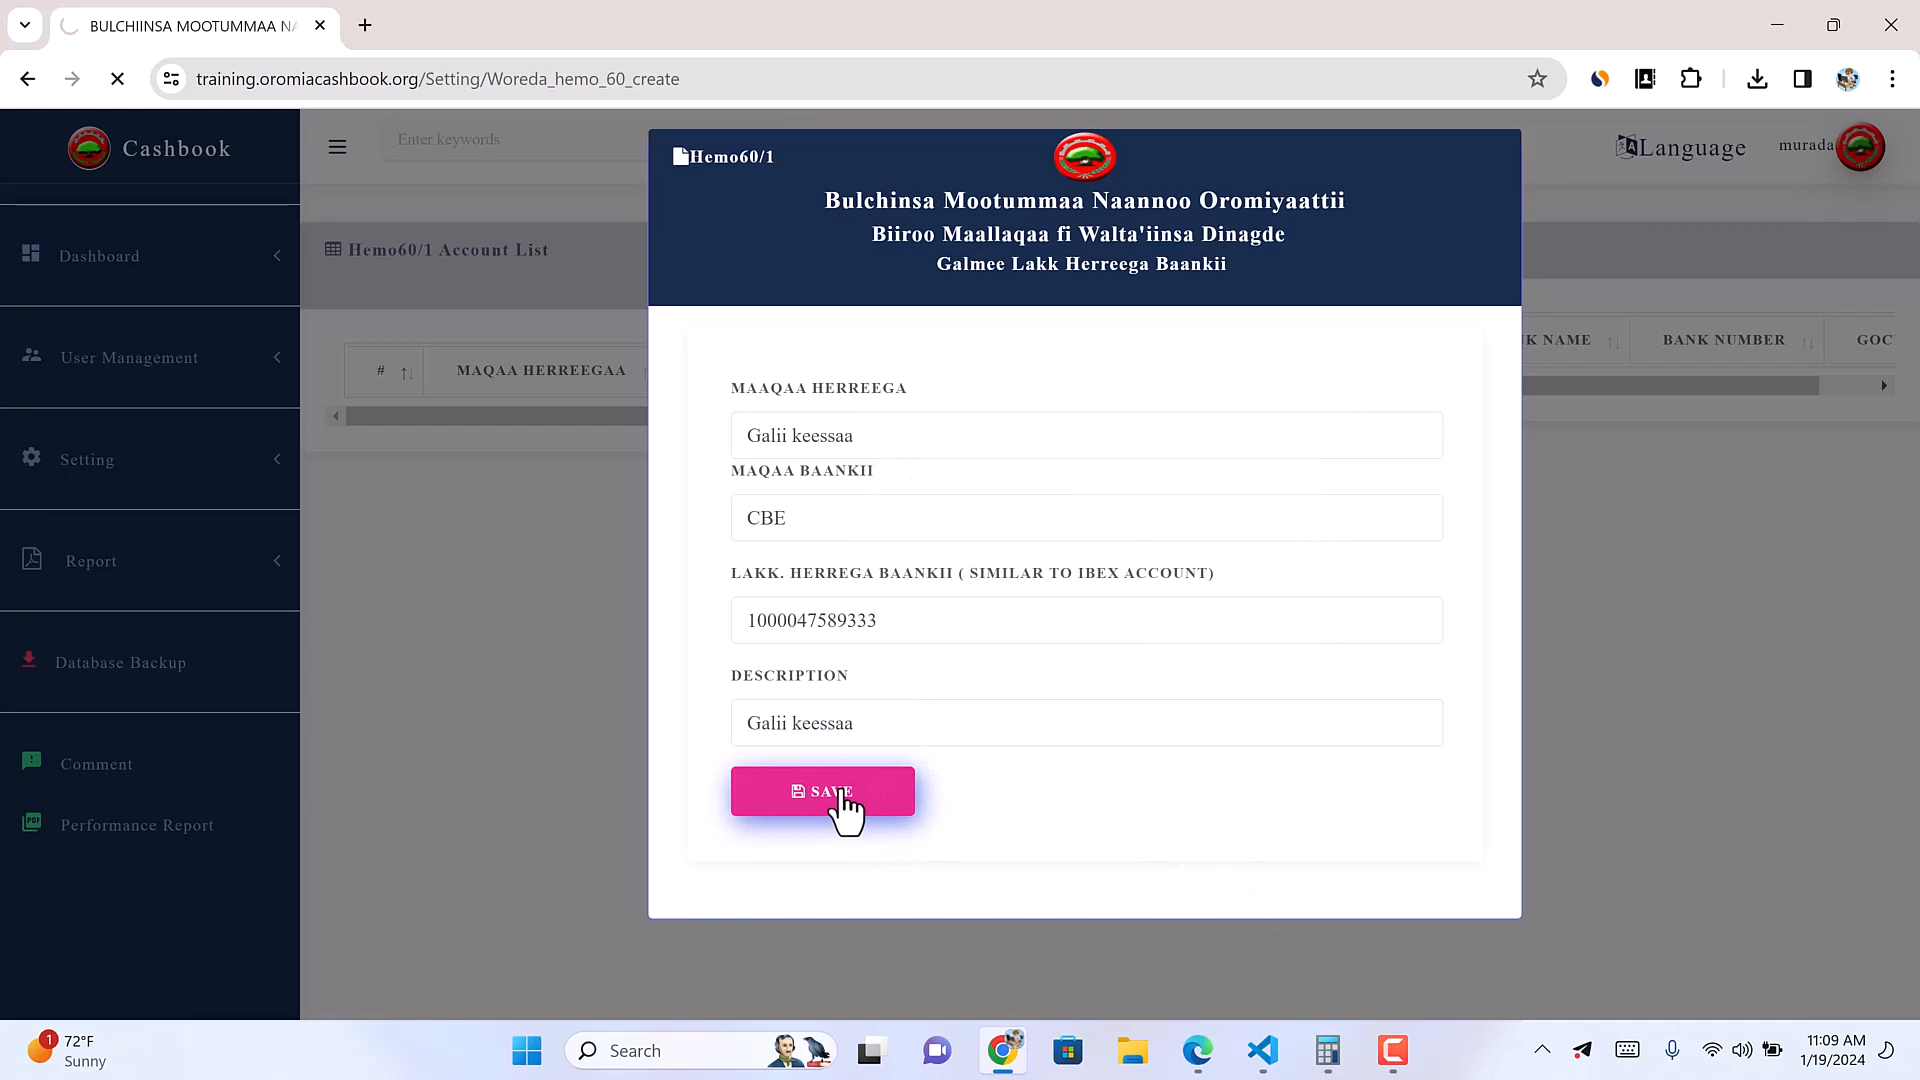 BULCHIINSA MOOTUMMAA NA
training.oromiacashbook.org/Setting/Woreda_hemo_60_create
Cashbook
Enter keywords
Language
murada
Hemo60/1
Bulchinsa Mootummaa Naannoo Oromiyaattii
Biiroo Maallaqaa fi Walta'iinsa Dinagde
Galmee Lakk Herreega Baankii
Dashboard
User Management
Setting
Report
Database Backup
Comment
Performance Report
Hemo60/1 Account List
#
MAQAA HERREEGAA
K NAME
BANK NUMBER
GOC
MAAQAA HERREEGA
Galii keessaa
MAQAA BAANKII
CBE
LAKK. HERREGA BAANKII ( SIMILAR TO IBEX ACCOUNT)
1000047589333
DESCRIPTION
Galii keessaa
SAVE
1
72°F
Sunny
Search
11:09 AM
1/19/2024